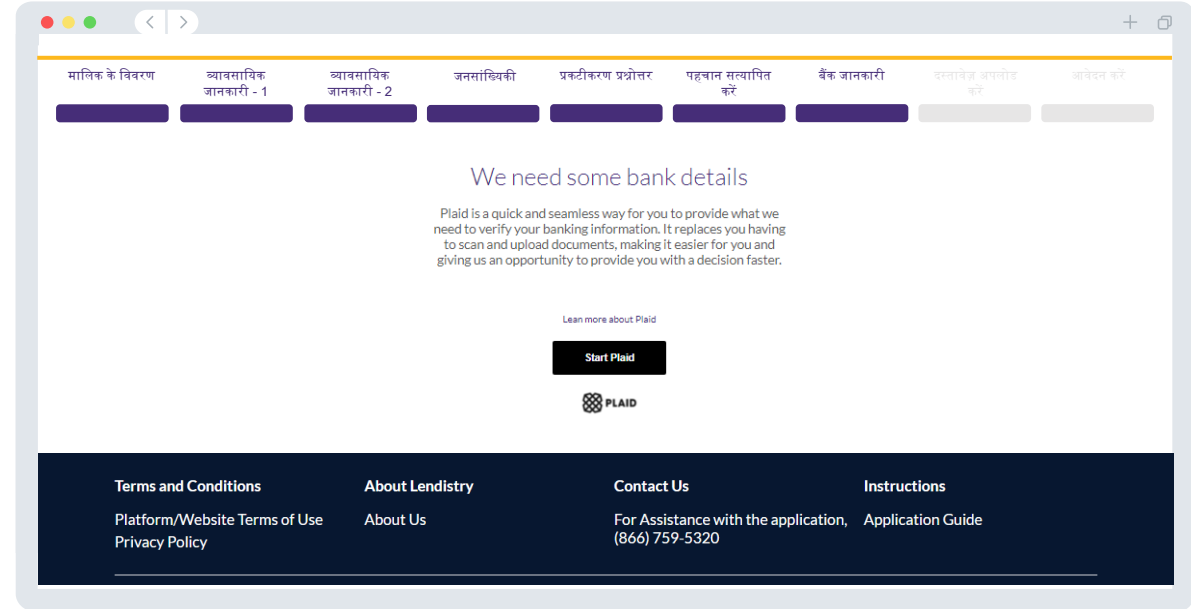 मालिक के विवरण
व्यावसायिक
जानकारी - 1
व्यावसायिक
जानकारी - 2
जनसांख्यिकी
प्रकटीकरण प्रश्नोत्तर
पहचान सत्यापित
करें
बैंक जानकारी
दस्तावेज़ अपलोड
करें
आवेदन करें
We need some bank details
Plaid is a quick and seamless way for you to provide what we
need to verify your banking information. It replaces you having
to scan and upload documents, making it easier for you and
giving us an opportunity to provide you with a decision faster.
Lean more about Plaid
Start Plaid
PLAID
Terms and Conditions
Platform/Website Terms of Use
Privacy Policy
About Lendistry
About Us
Contact Us
For Assistance with the application,
(866) 759-5320
Instructions
Application Guide